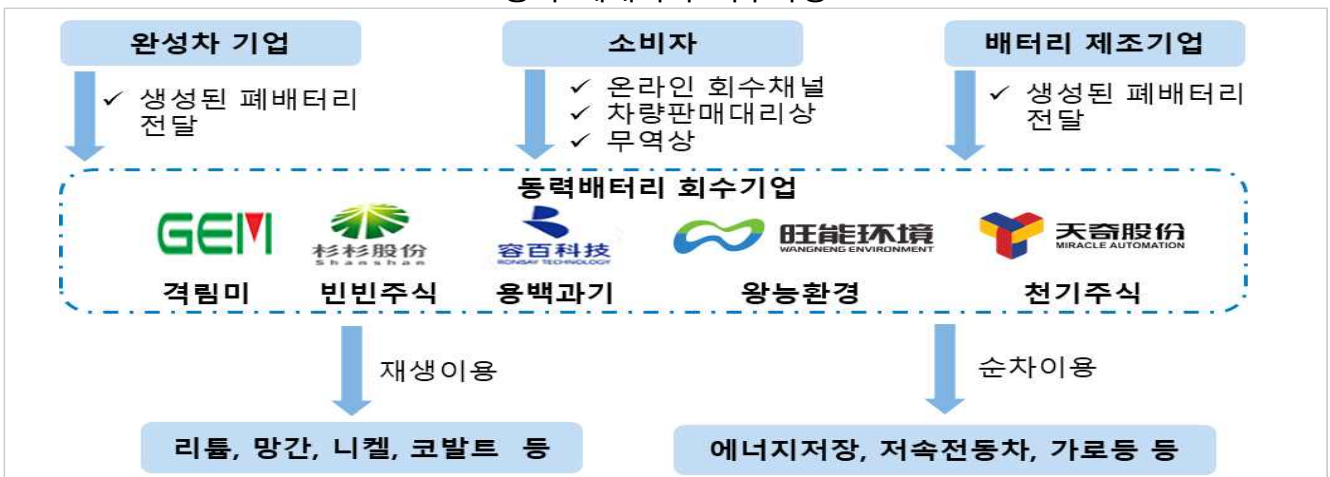 완성차 기업
소비자
배터리 제조기업
✓ 생성된 폐배터리
전달
✓ 온라인 회수채널
✓ 차량판매대리상
✓ 무역상
✓ 생성된 폐배터리
전달
동력배터리 회수기업
GEM
杉杉股份
Shanshan
容百科技
RONBAY TECHNOLOGY
旺能环境
WANGNENG ENVIRONMENT
天奇股份
MIRACLE AUTOMATION
격림미
빈빈주식
용백과기
왕능환경
천기주식
재생이용
순차이용
리튬, 망간, 니켈, 코발트 등
에너지저장, 저속전동차, 가로등 등